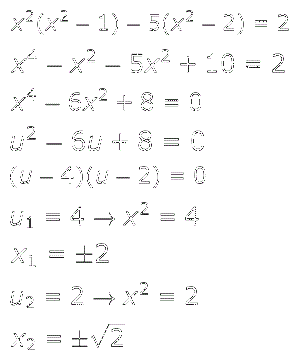 x²(x² − 1) − 5(x² − 2) = 2
x⁴ − x² − 5x² + 10 = 2
x⁴ − 6x² + 8 = 0
u² − 6u + 8 = 0
(u − 4)(u − 2) = 0
u₁ = 4 → x² = 4
x₁ = ±2
u₂ = 2 → x² = 2
x₂ = ±√2